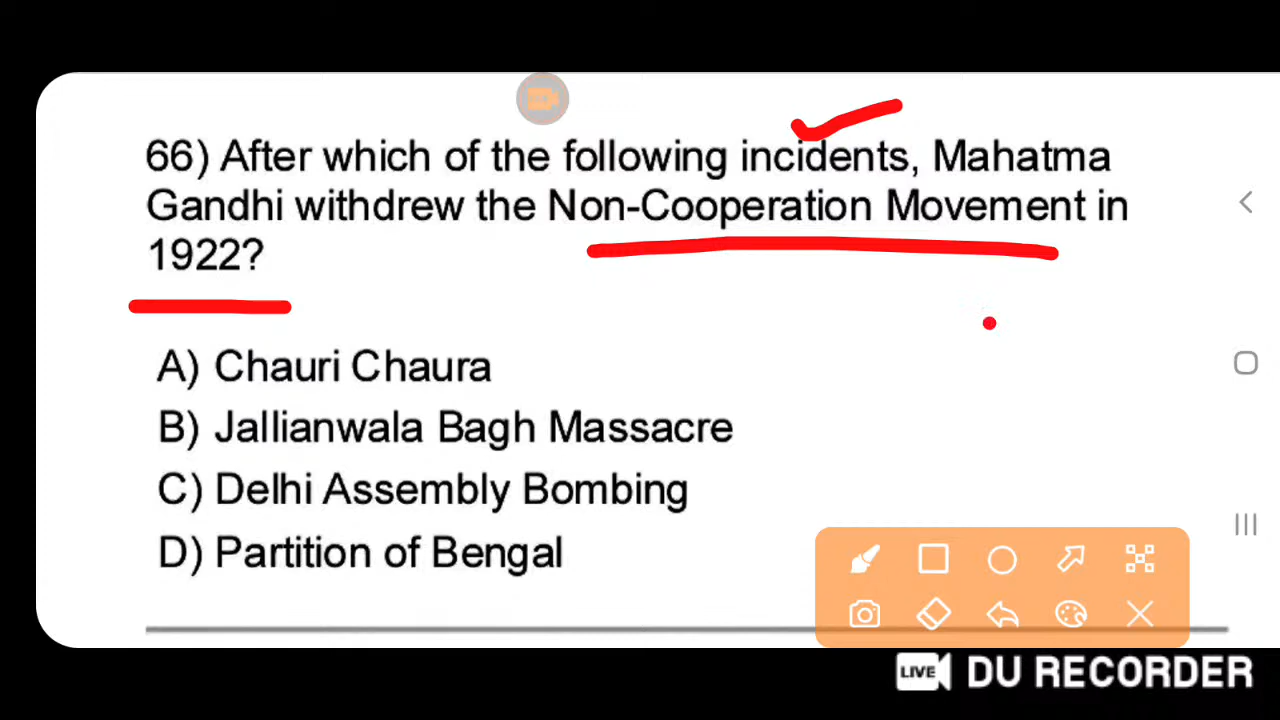 66) After which of the following incidents, Mahatma
Gandhi withdrew the Non-Cooperation Movement in
1922?
A) Chauri Chaura
B) Jallianwala Bagh Massacre
C) Delhi Assembly Bombing
D) Partition of Bengal
LIVE DU RECORDER